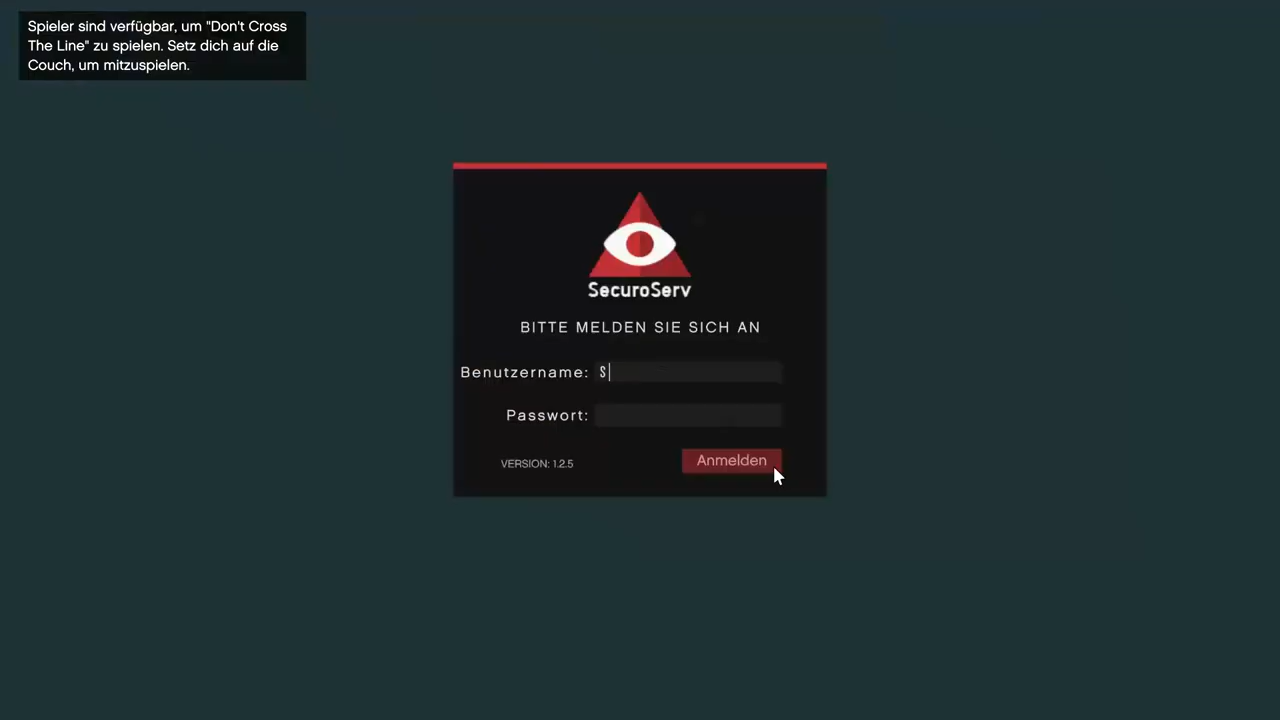 Spieler sind verfügbar, um "Don't Cross
The Line" zu spielen. Setz dich auf die
Couch, um mitzuspielen.
SecuroServ
BITTE MELDEN SIE SICH AN
Benutzername: S
Passwort:
VERSION: 1.2.5
Anmelden